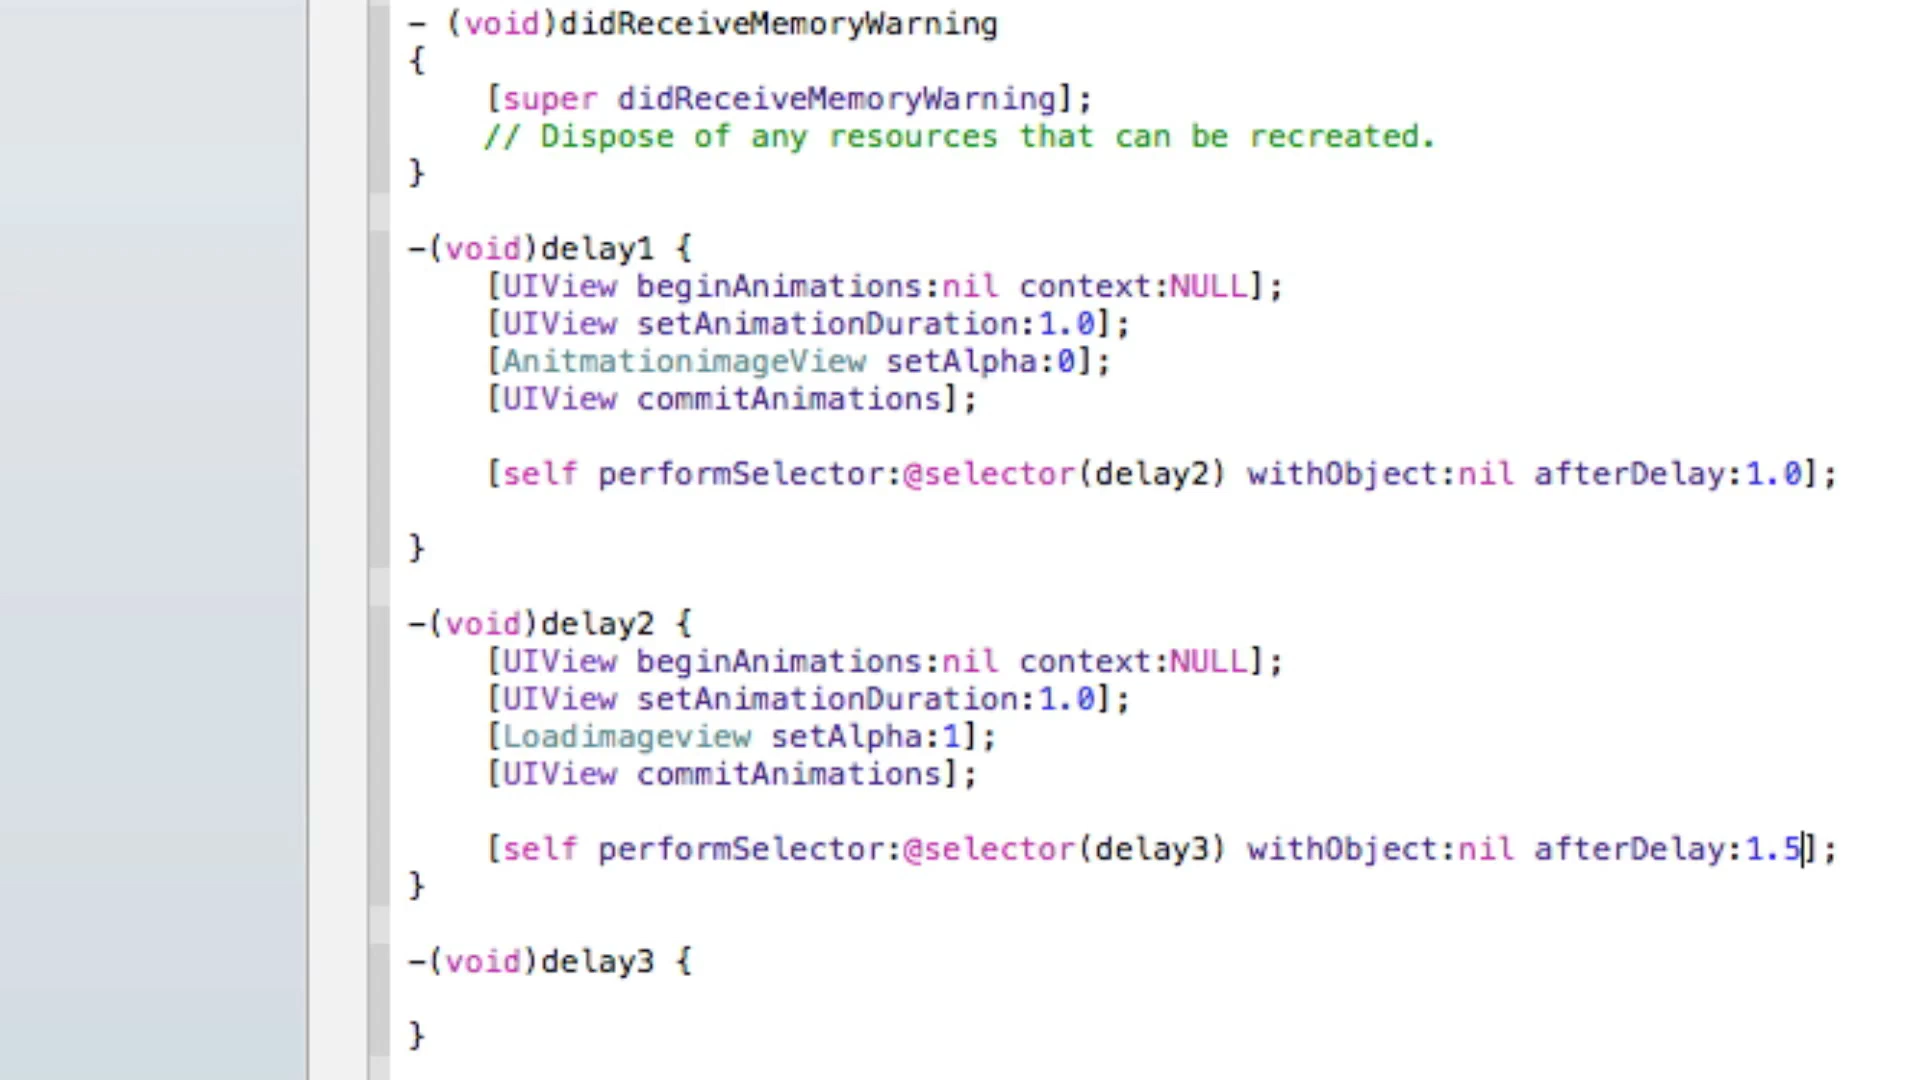 - (void)didReceiveMemoryWarning
{
    [super didReceiveMemoryWarning];
    // Dispose of any resources that can be recreated.
}
-(void)delay1 {
    [UIView beginAnimations:nil context:NULL];
    [UIView setAnimationDuration:1.0];
    [AnitmationimageView setAlpha:0];
    [UIView commitAnimations];
    [self performSelector:@selector(delay2) withObject:nil afterDelay:1.0];
}
-(void)delay2 {
    [UIView beginAnimations:nil context:NULL];
    [UIView setAnimationDuration:1.0];
    [Loadimageview setAlpha:1];
    [UIView commitAnimations];
    [self performSelector:@selector(delay3) withObject:nil afterDelay:1.5];
}
-(void)delay3 {
}